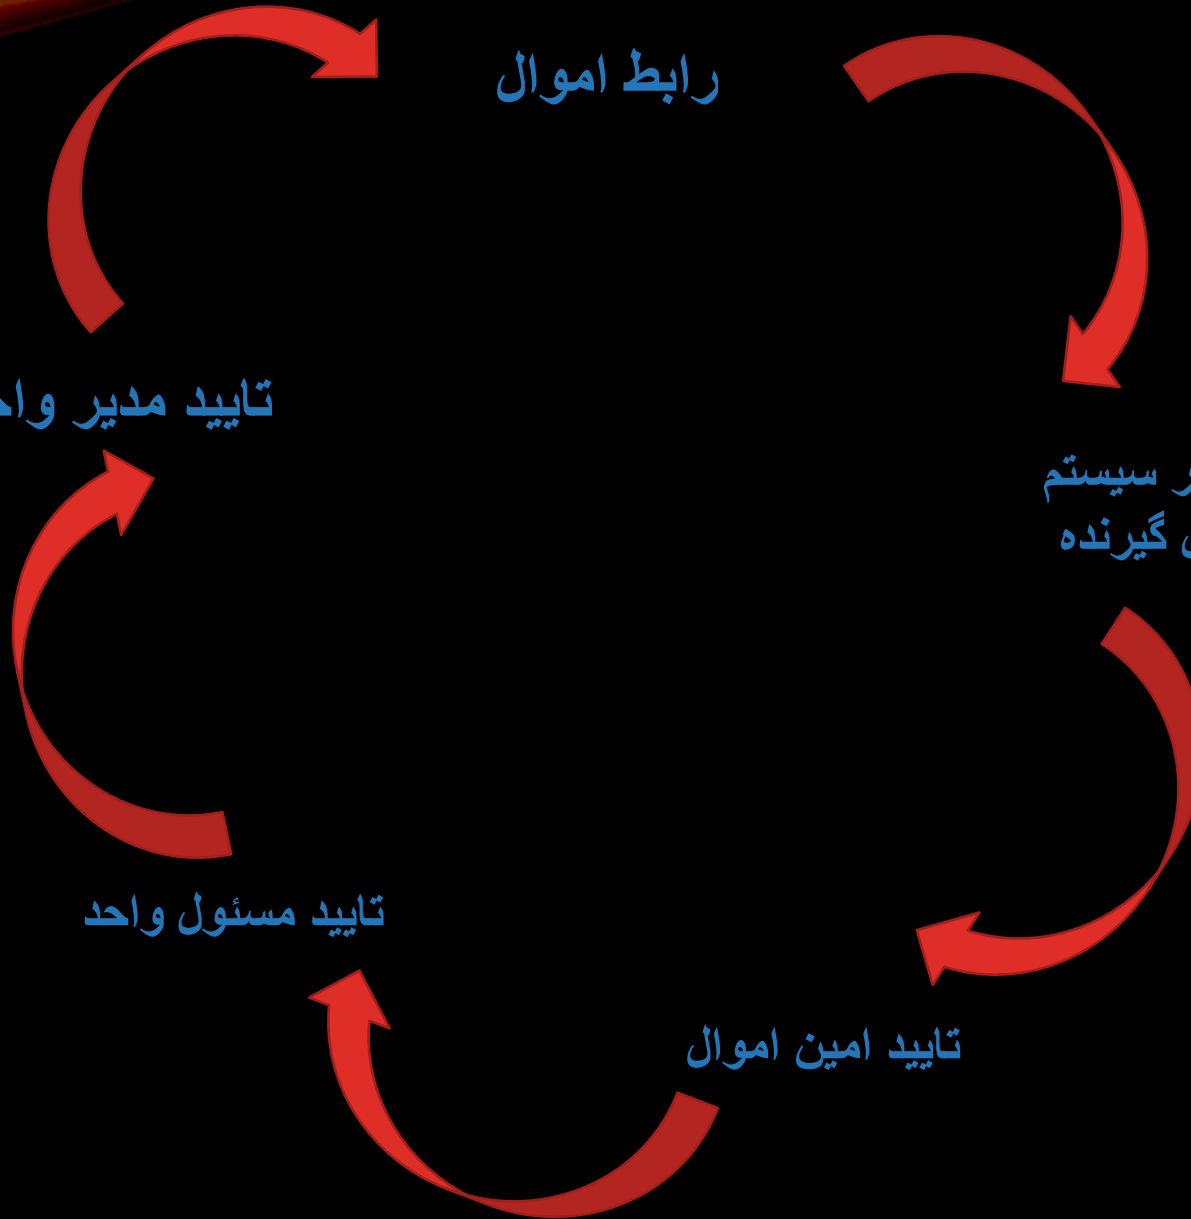 رابط اموال
سیستم
گیرنده
تایید امین اموال
تایید مسئول واحد
تایید مدیر